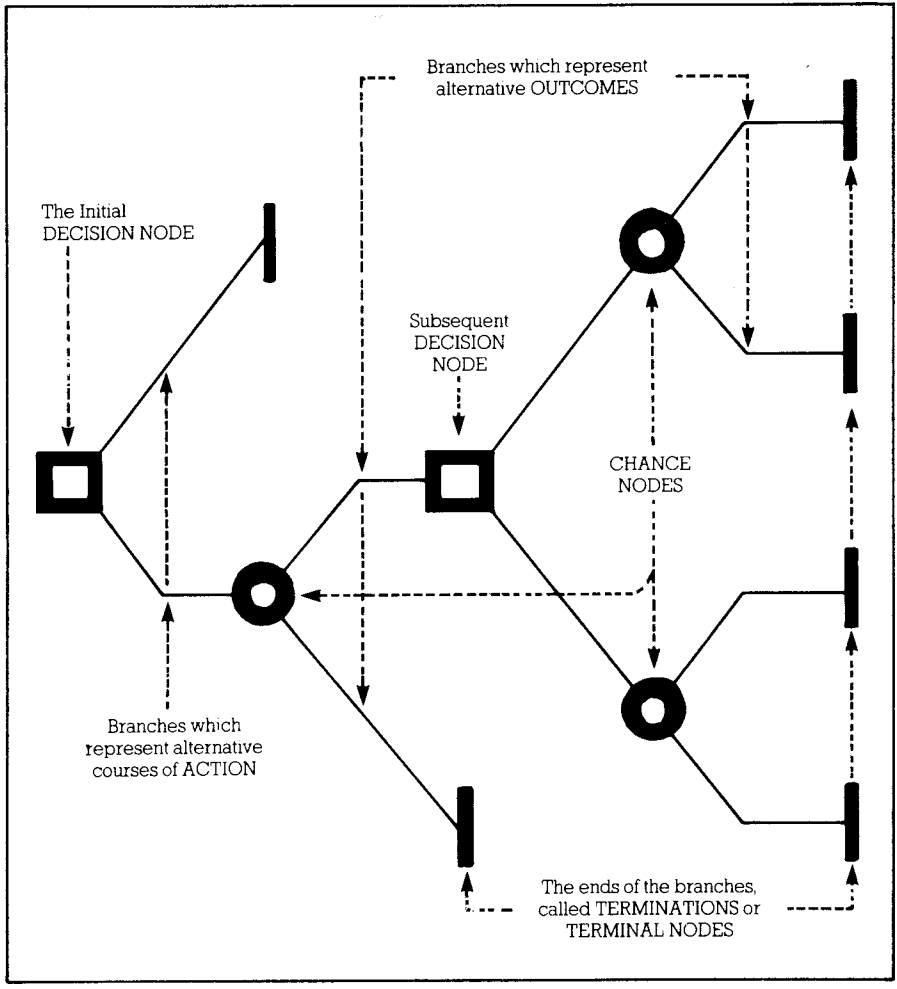 Branches which represent
alternative OUTCOMES
The Initial
DECISION NODE
Subsequent
DECISION
NODE
CHANCE
NODES
Branches which
represent alternative
courses of ACTION
The ends of the branches,
called TERMINATIONS or
TERMINAL NODES